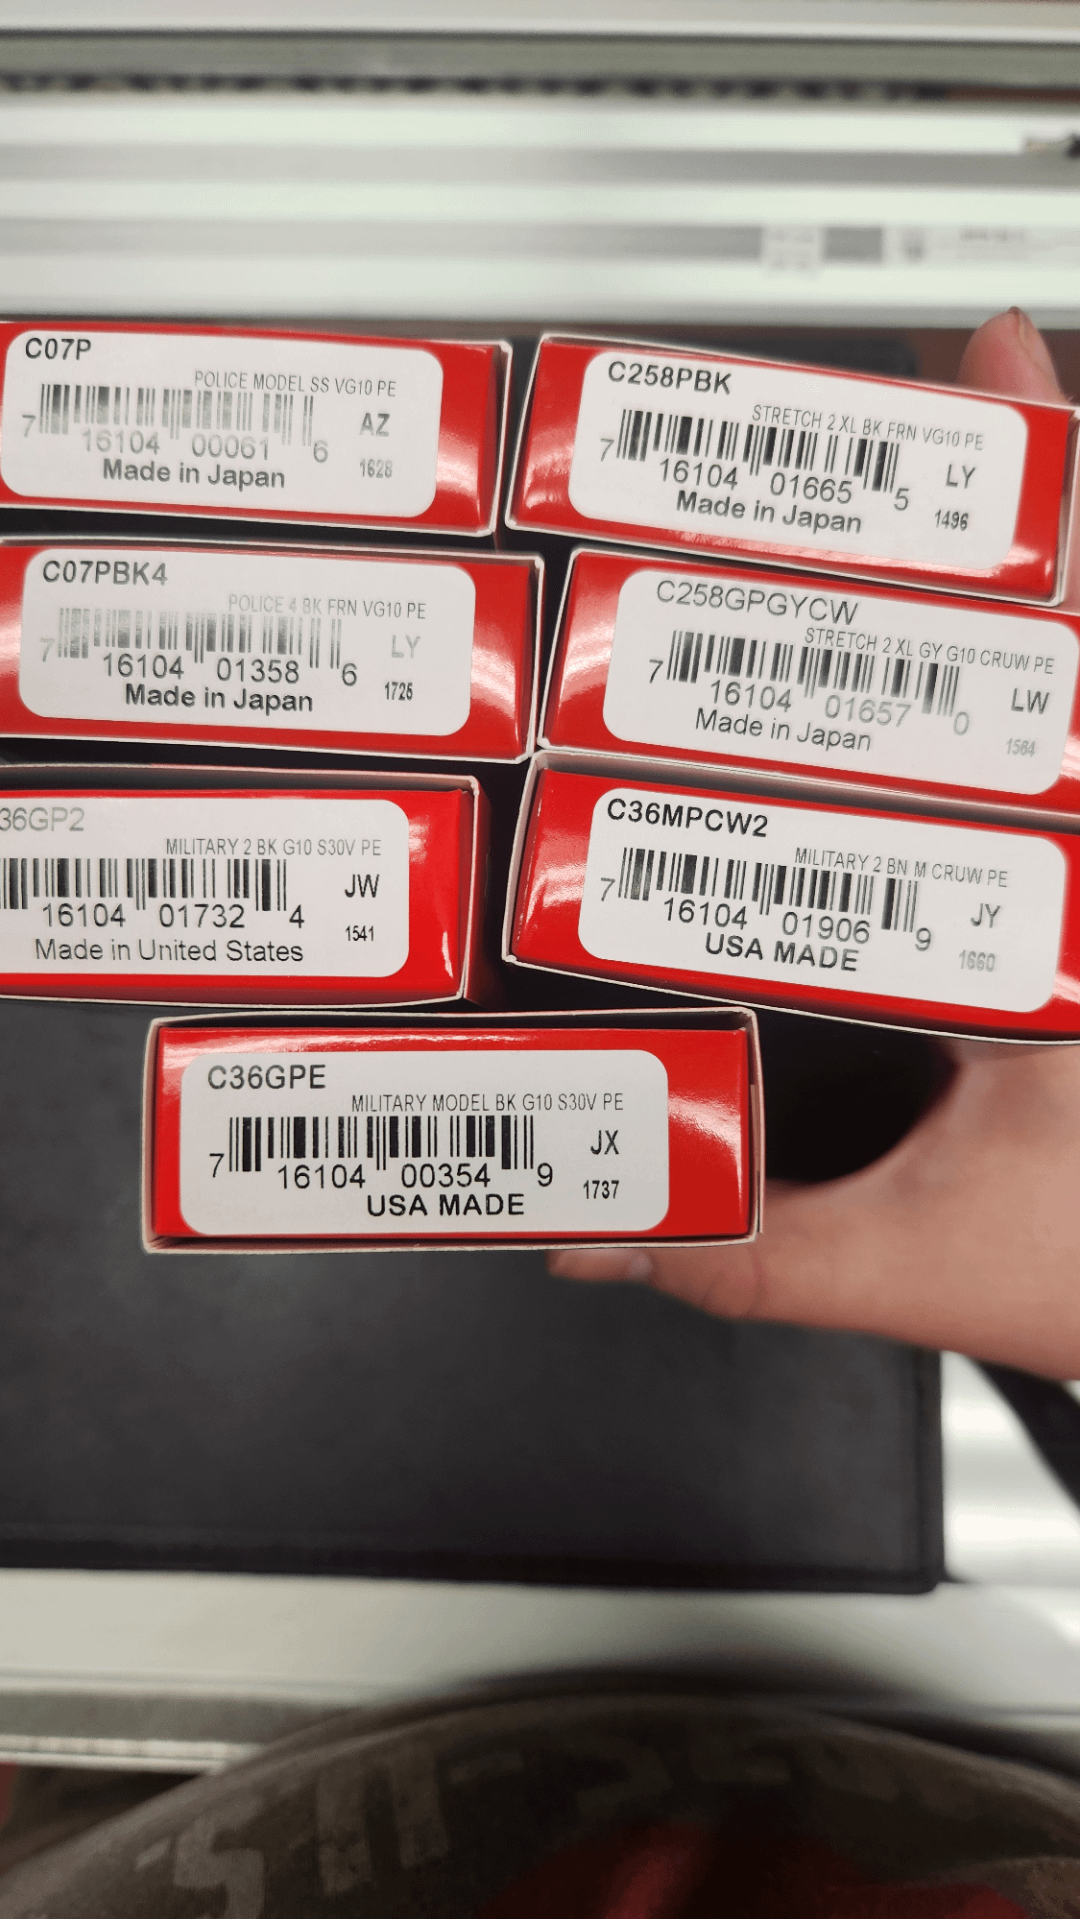 C07P
POLICE MODEL SS VG10 PE
7 16104 00061 6
AZ
Made in Japan
1628
C258PBK
STRETCH 2 XL BK FRN VG10 PE
7 16104 01665 5
LY
Made in Japan
1496
C07PBK4
POLICE 4 BK FRN VG10 PE
7 16104 01358 6
LY
Made in Japan
1725
C258GPGYCW
STRETCH 2 XL GY G10 CRUW PE
7 16104 01657 0
LW
Made in Japan
1564
36GP2
MILITARY 2 BK G10 S30V PE
16104 01732 4
JW
Made in United States
1541
C36MPCW2
MILITARY 2 BN M CRUW PE
7 16104 01906 9
JY
USA MADE
1660
C36GPE
MILITARY MODEL BK G10 S30V PE
7 16104 00354 9
JX
USA MADE
1737